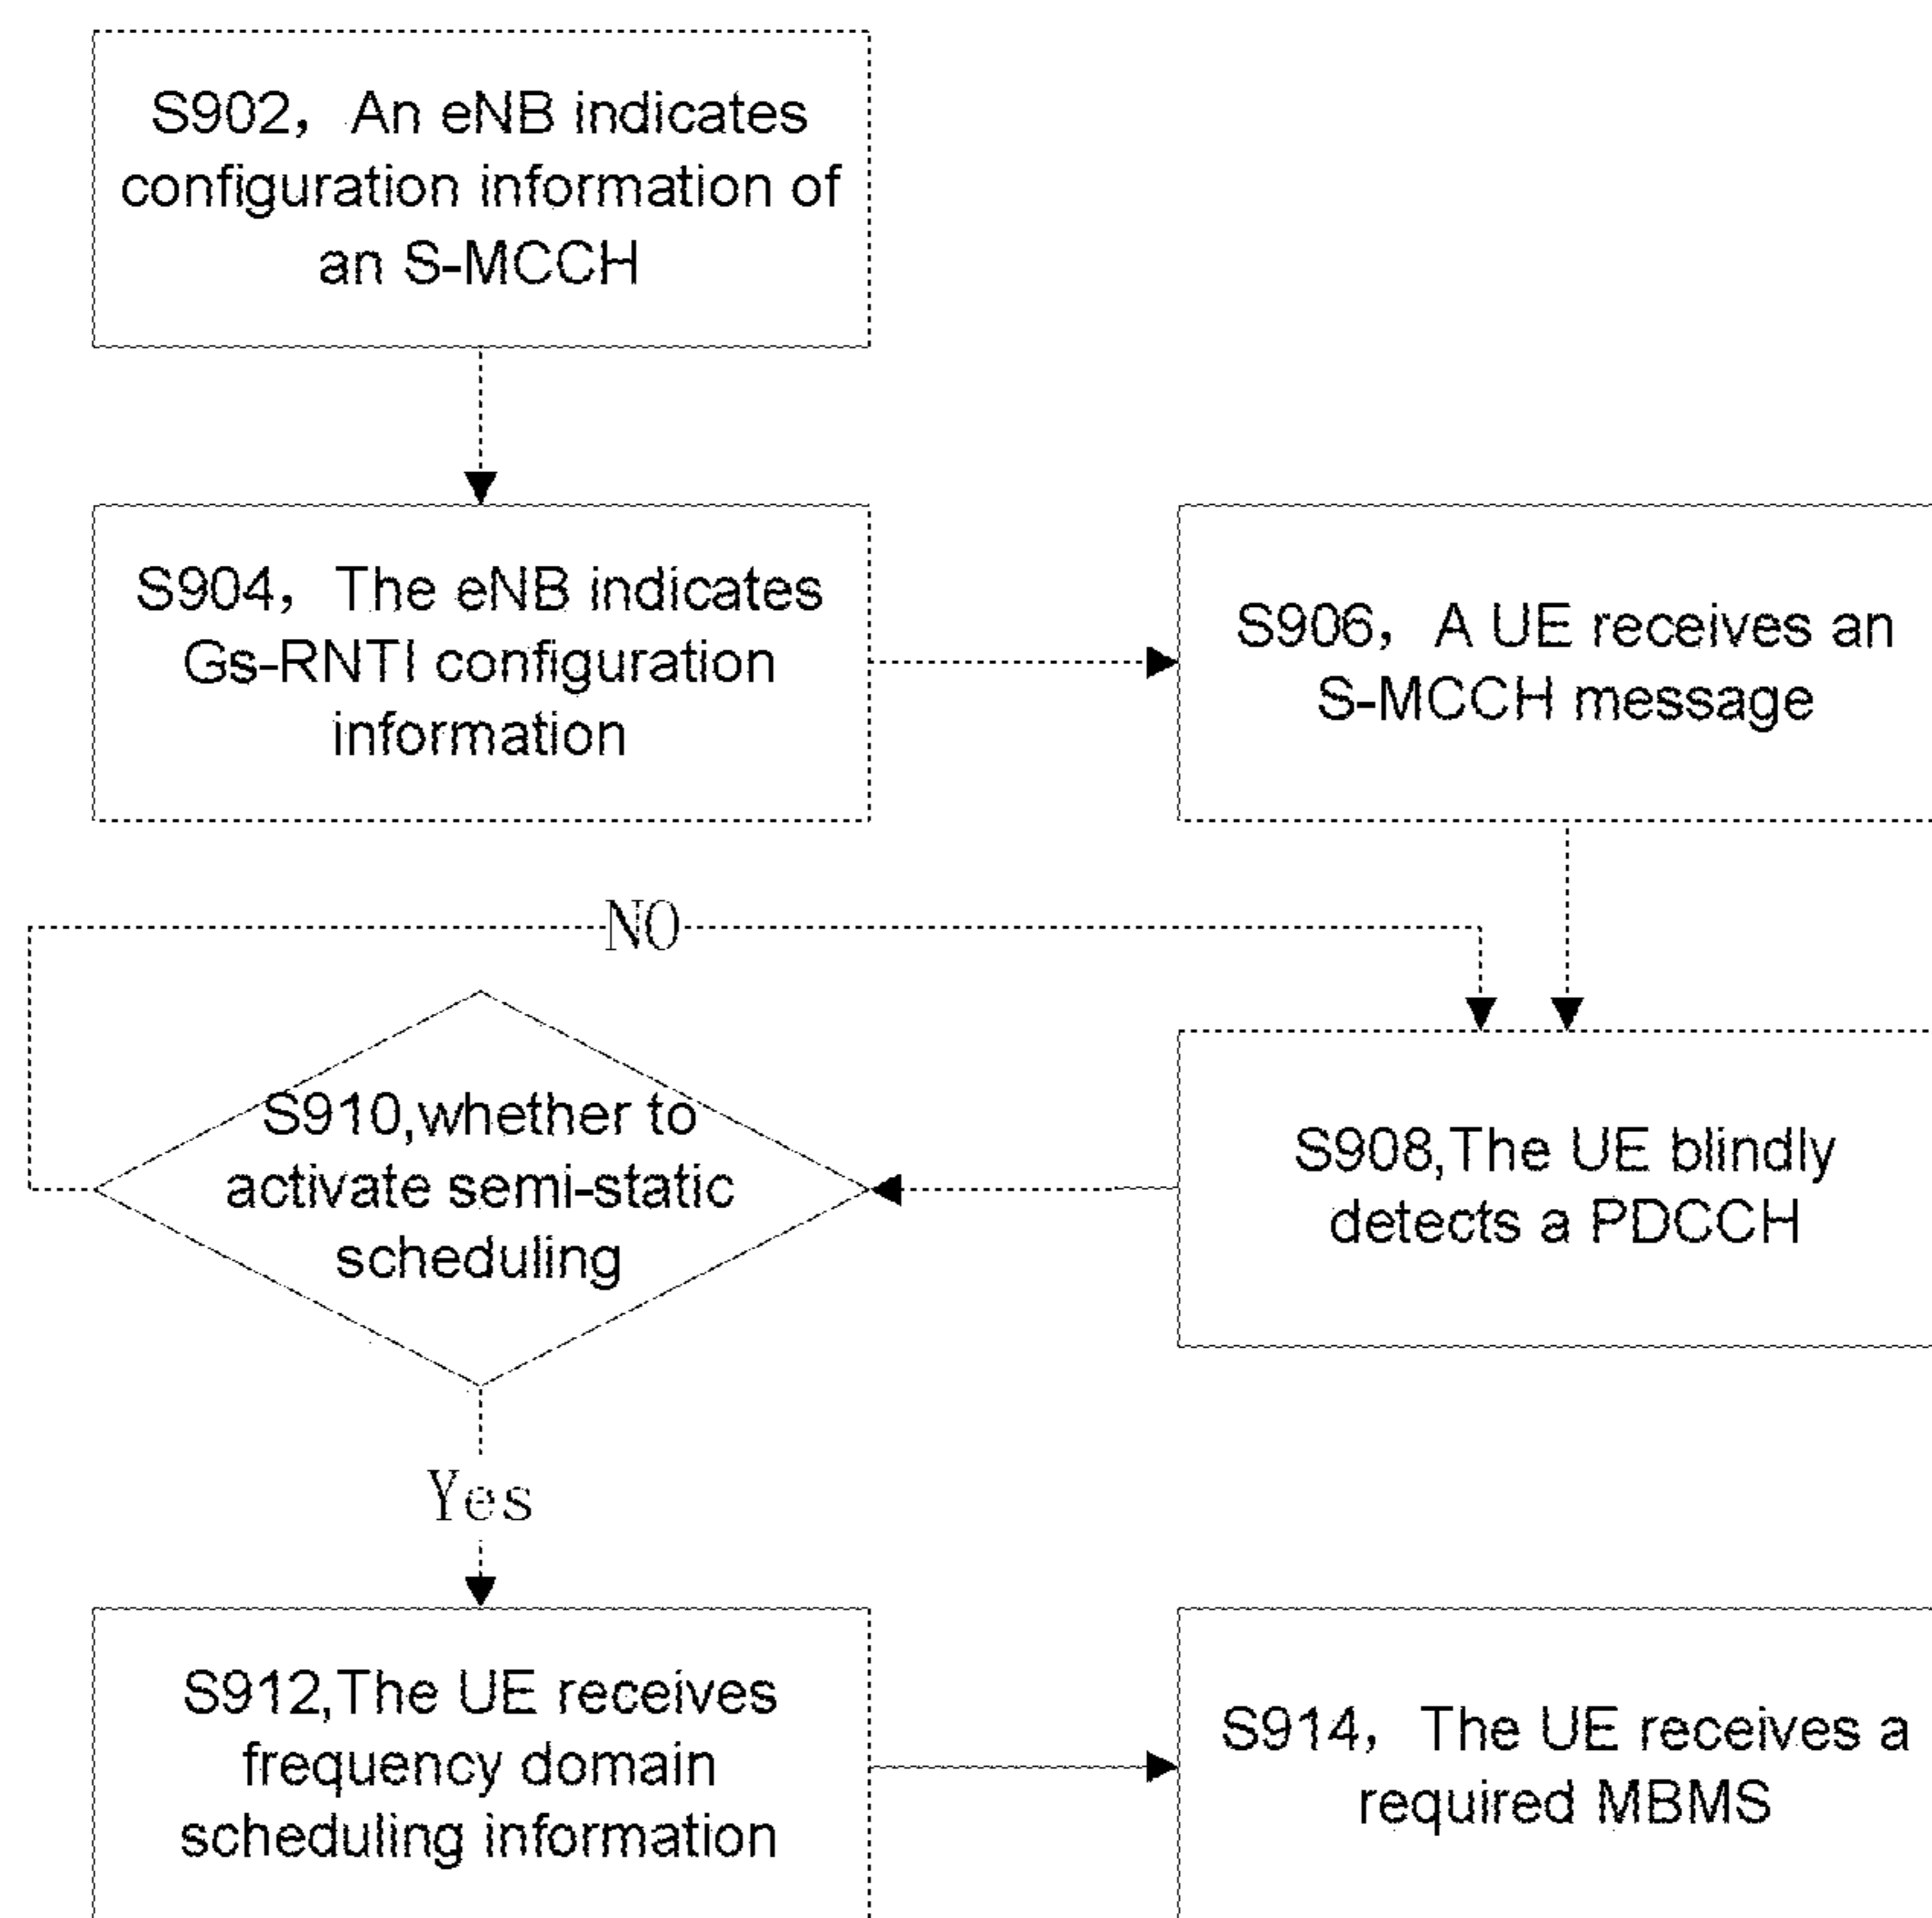 S902，An eNB indicates
configuration information of
an S-MCCH
S904，The eNB indicates
Gs-RNTI configuration
information
S906，A UE receives an
S-MCCH message
NO
S910,whether to
activate semi-static
scheduling
S908,The UE blindly
detects a PDCCH
Yes
S912,The UE receives
frequency domain
scheduling information
S914，The UE receives a
required MBMS